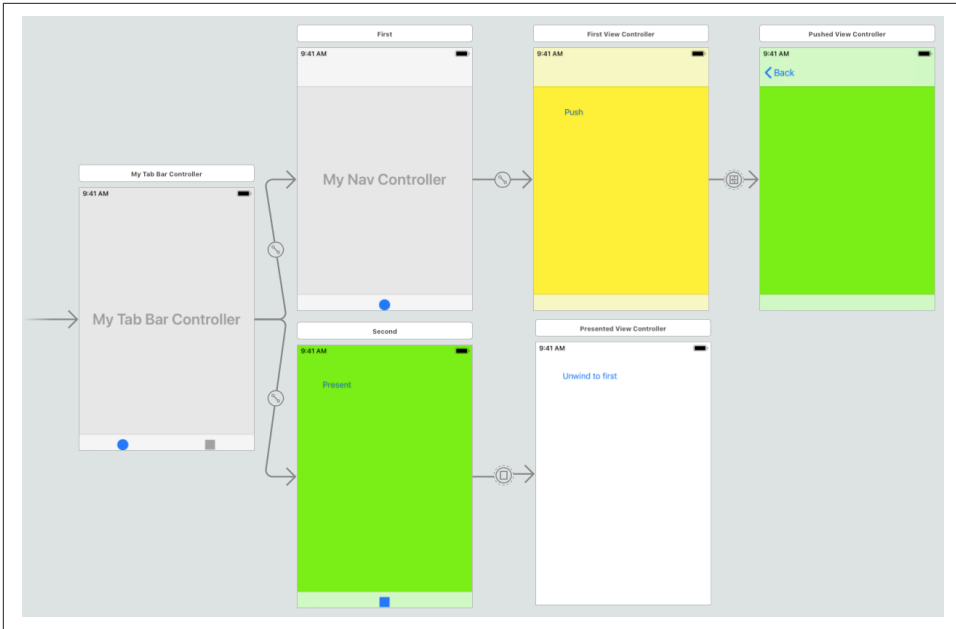 First
First View Controller
Pushed View Controller
9:41 AM
9:41 AM
9:41 AM
Back
Push
My Nav Controller
My Tab Bar Controller
9:41 AM
My Tab Bar Controller
Second
Presented View Controller
9:41 AM
9:41 AM
Present
Unwind to first